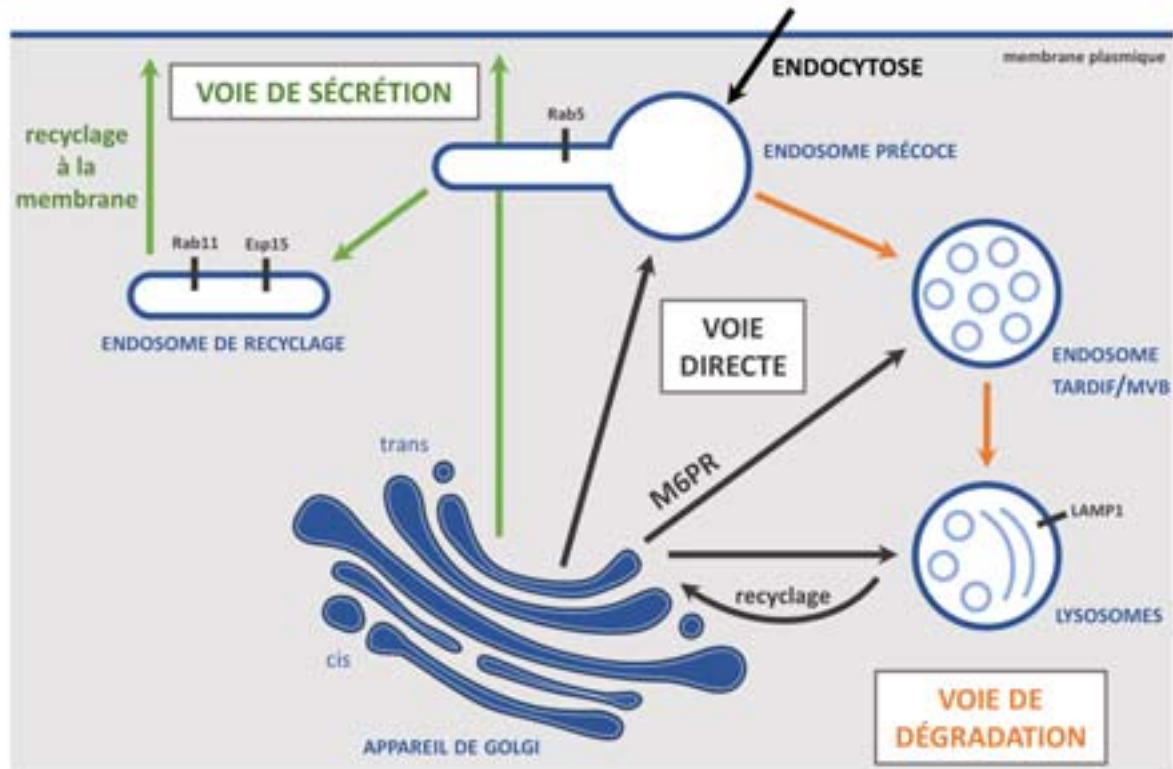 membrane plasmique
ENDOCYTOSE
VOIE DE SÉCRÉTION
recyclage
à la
membrane
Rab5
ENDOSOME PRÉCOCE
Rab11
Esp15
ENDOSOME DE RECYCLAGE
VOIE
DIRECTE
ENDOSOME
TARDIF/MVB
trans
M6PR
LAMP1
recyclage
LYSOSOMES
cis
VOIE DE
DÉGRADATION
APPAREIL DE GOLGI